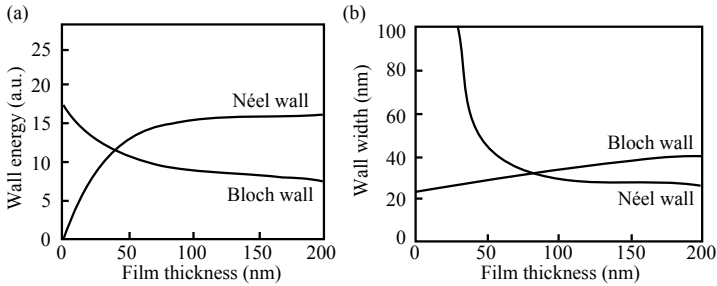 (a)
Wall energy (a.u.)
25
20
15
10
5
0
Néel wall
Bloch wall
0 50 100 150 200
Film thickness (nm)
(b)
Wall width (nm)
100
80
60
40
20
0
Bloch wall
Néel wall
0 50 100 150 200
Film thickness (nm)